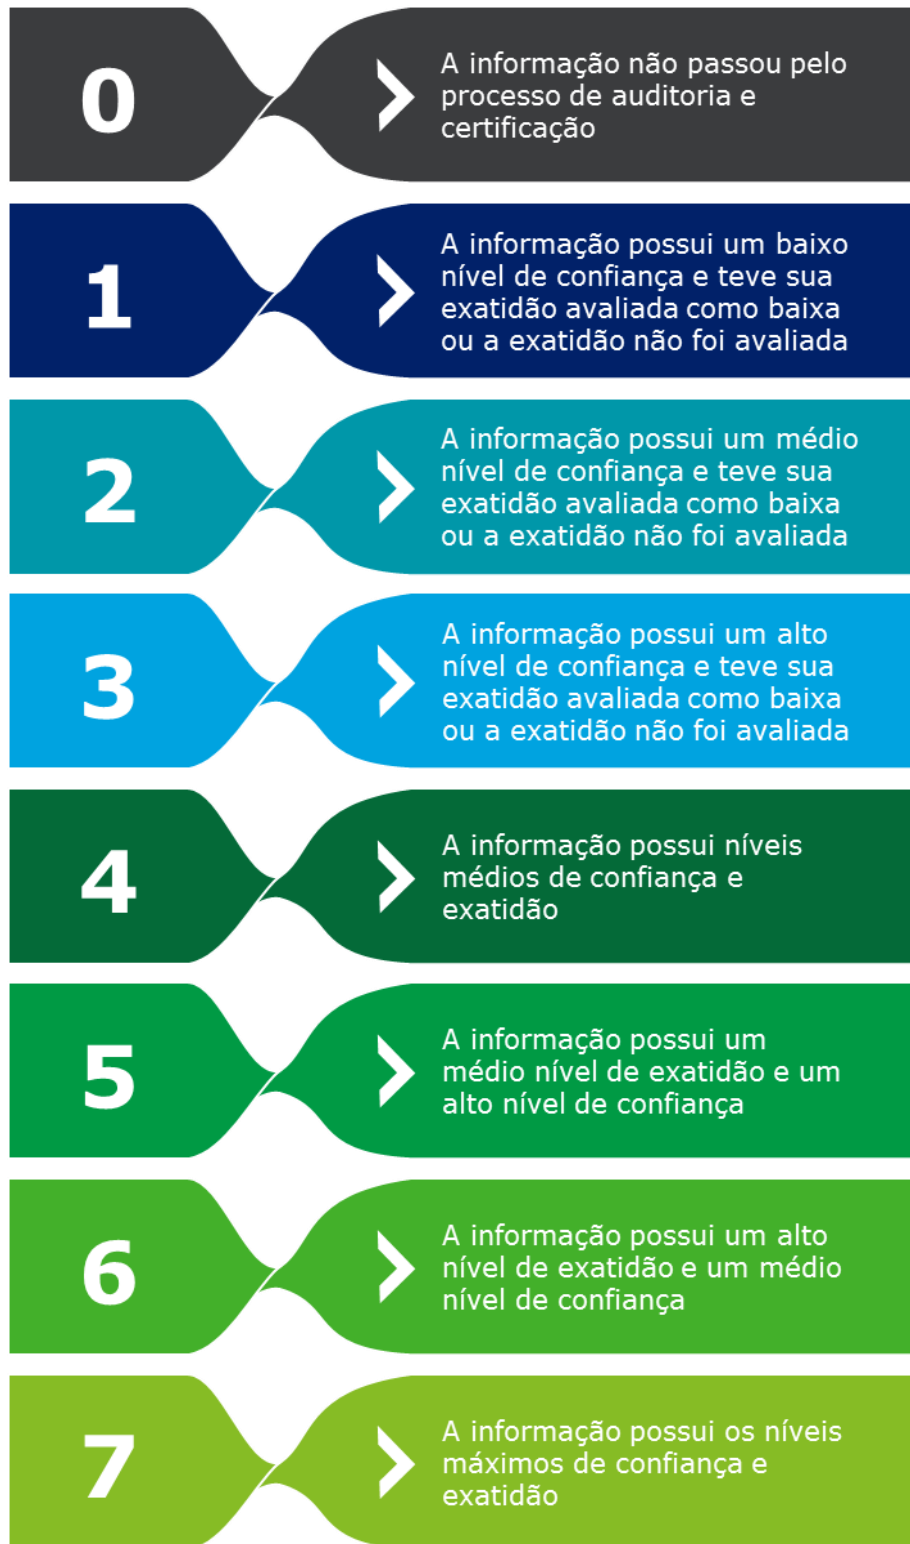 0
A informação não passou pelo
processo de auditoria e
certificação
1
A informação possui um baixo
nível de confiança e teve sua
exatidão avaliada como baixa
ou a exatidão não foi avaliada
2
A informação possui um médio
nível de confiança e teve sua
exatidão avaliada como baixa
ou a exatidão não foi avaliada
3
A informação possui um alto
nível de confiança e teve sua
exatidão avaliada como baixa
ou a exatidão não foi avaliada
4
A informação possui níveis
médios de confiança e
exatidão
5
A informação possui um
médio nível de exatidão e um
alto nível de confiança
6
A informação possui um alto
nível de exatidão e um médio
nível de confiança
7
A informação possui os níveis
máximos de confiança e
exatidão